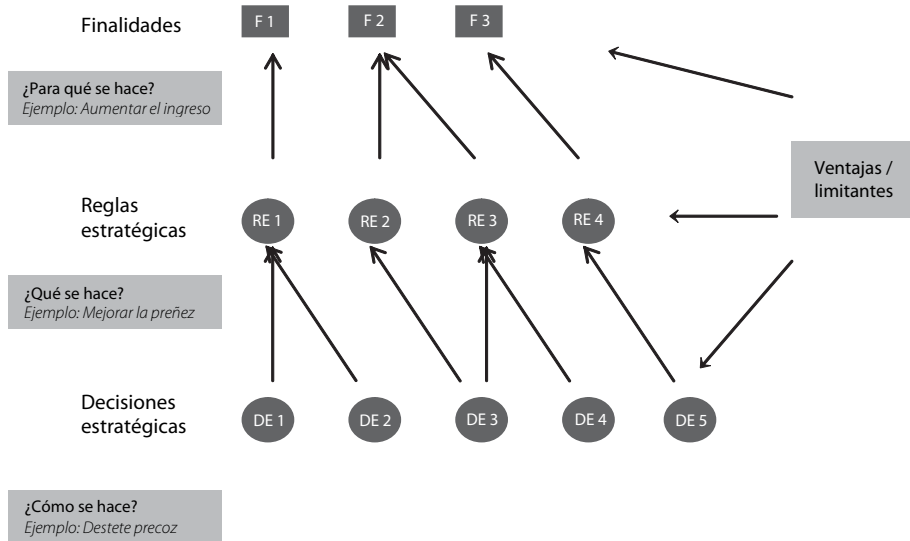 Finalidades
F 1
F 2
F 3
¿Para qué se hace?
Ejemplo: Aumentar el ingreso
Ventajas /
limitantes
Reglas
estratégicas
RE 1
RE 2
RE 3
RE 4
¿Qué se hace?
Ejemplo: Mejorar la preñez
Decisiones
estratégicas
DE 1
DE 2
DE 3
DE 4
DE 5
¿Cómo se hace?
Ejemplo: Destete precoz